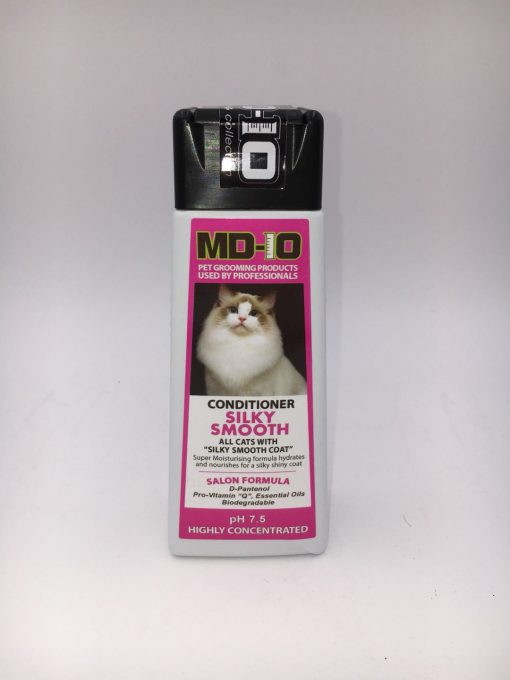 -10
collection
MD-10
PET GROOMING PRODUCTS
USED BY PROFESSIONALS
CONDITIONER
SILKY
SMOOTH
ALL CATS WITH
"SILKY SMOOTH COAT"
Super Moisturising formula hydrates
and nourishes for a silky shiny coat
SALON FORMULA
D-Pantenol
Pro-Vitamin "Q", Essential Oils
Biodegradable
pH 7.5
HIGHLY CONCENTRATED